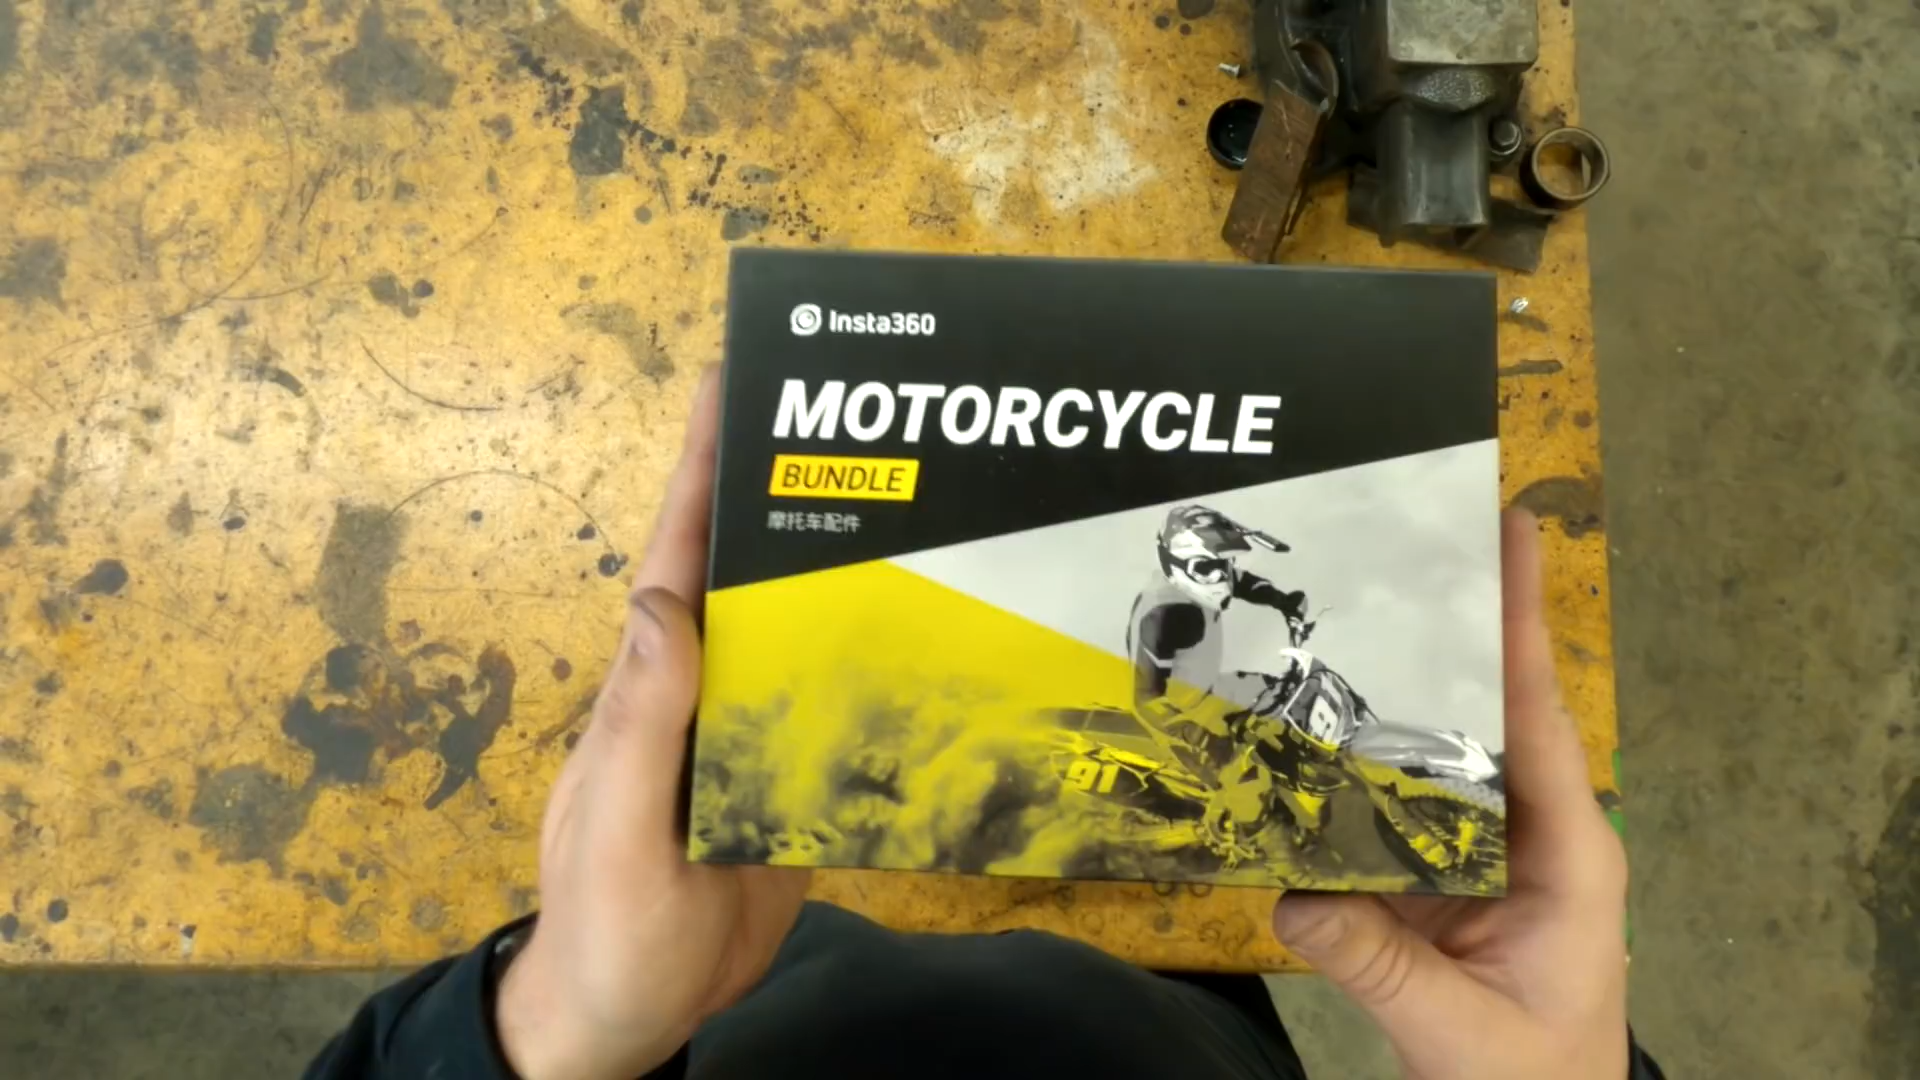 Insta360
MOTORCYCLE
BUNDLE
摩托车配件
91